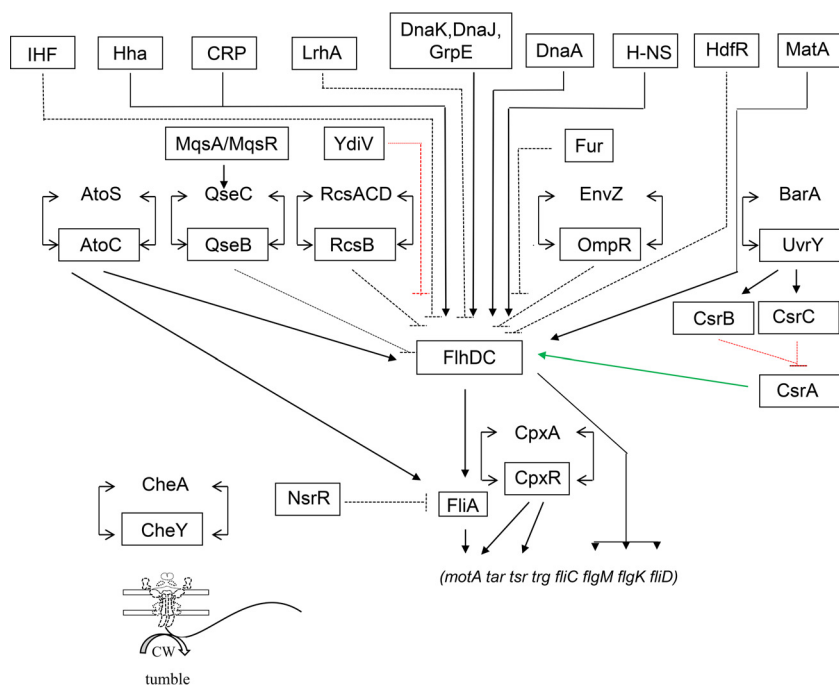 IHF
Hha
CRP
LrhA
DnaK,DnaJ,
GrpE
DnaA
H-NS
HdfR
MatA
MqsA/MqsR
YdiV
Fur
AtoS
QseC
RcsACD
EnvZ
BarA
AtoC
QseB
RcsB
OmpR
UvrY
CsrB
CsrC
FlhDC
CsrA
CpxA
CheA
NsrR
FliA
CpxR
CheY
(motA tar tsr trg fliC flgM flgK fliD)
CW
tumble